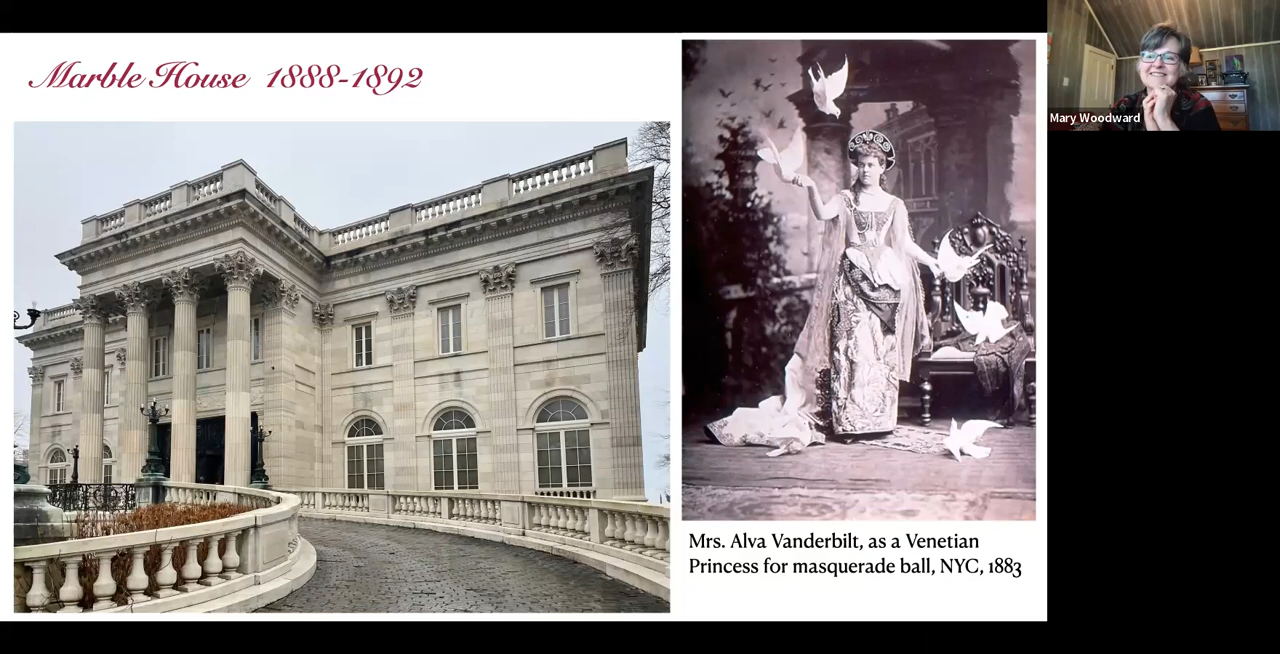 Marble House 1888-1892
Mary Woodward
Mrs. Alva Vanderbilt, as a Venetian
Princess for masquerade ball, NYC, 1883